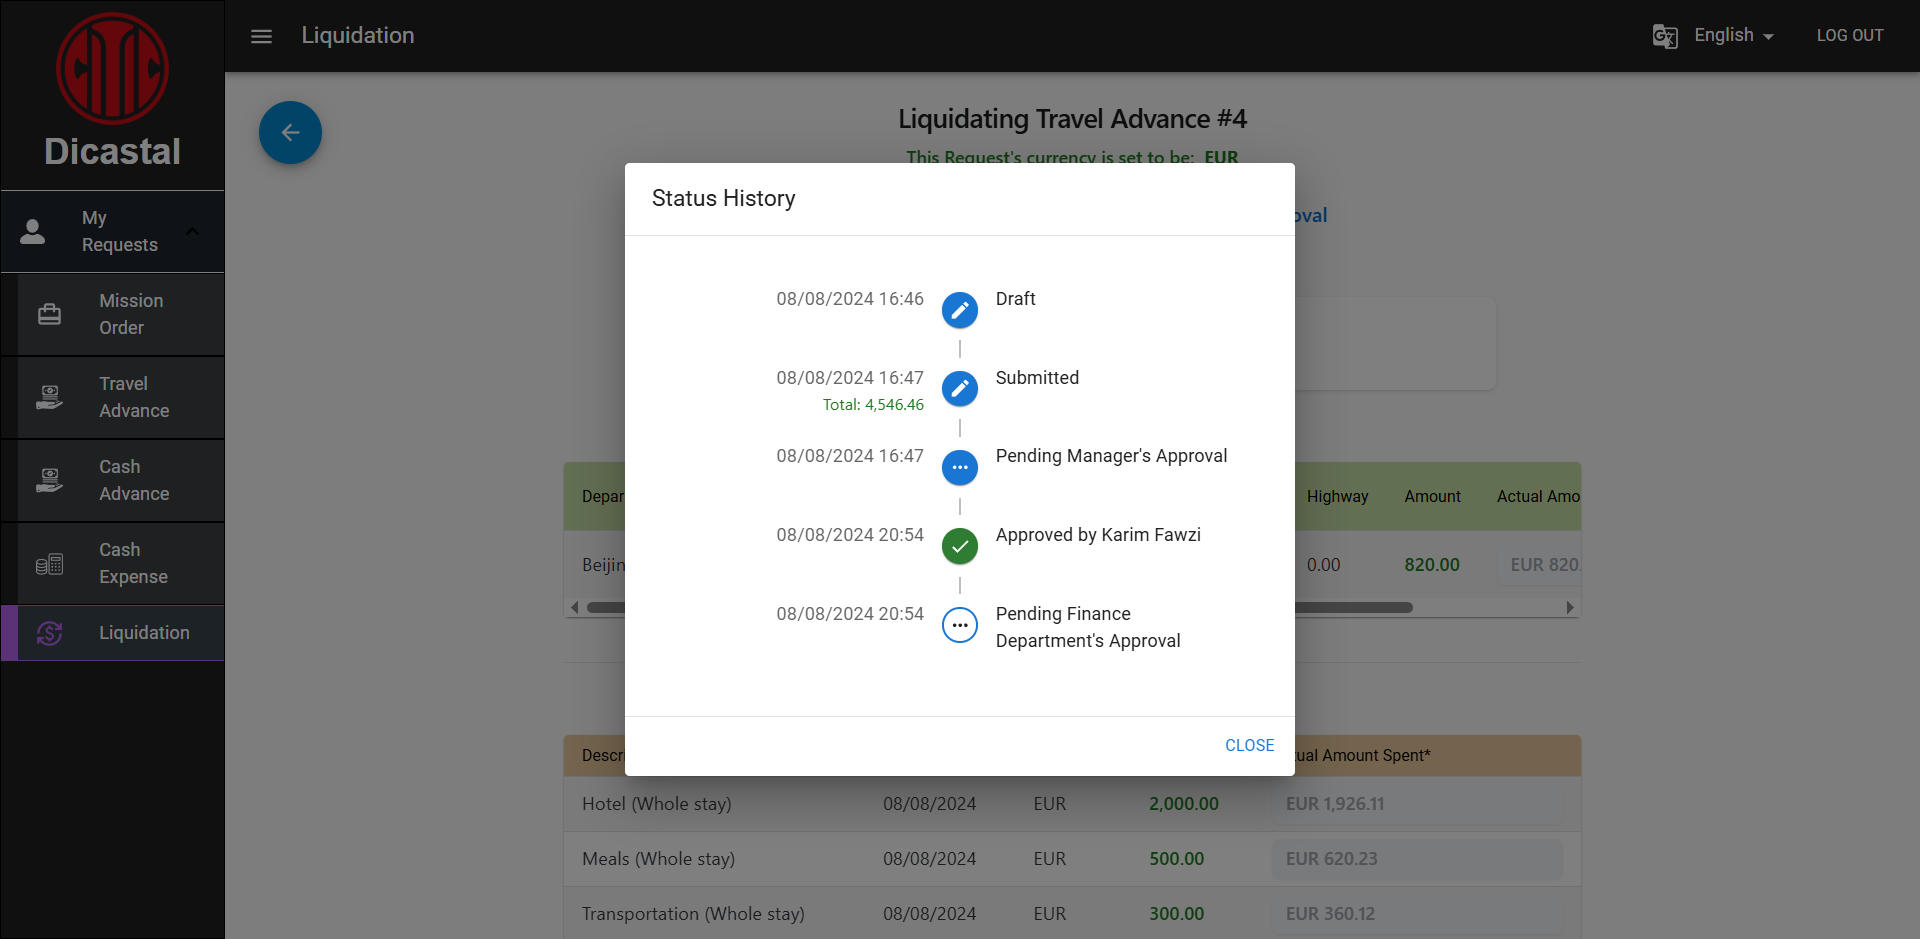 Dicastal
Liquidation
English
LOG OUT
My
Requests
Mission
Order
Travel
Advance
Cash
Advance
Cash
Expense
Liquidation
Liquidating Travel Advance #4
This Request's currency is set to be: EUR
oval
Status History
08/08/2024 16:46 Draft
08/08/2024 16:47 Submitted
Total: 4,546.46
08/08/2024 16:47 Pending Manager's Approval
08/08/2024 20:54 Approved by Karim Fawzi
08/08/2024 20:54 Pending Finance
Department's Approval
CLOSE
Depar Highway Amount Actual Amo
Beijin 0.00 820.00 EUR 820.
Descri tual Amount Spent*
Hotel (Whole stay) 08/08/2024 EUR 2,000.00 EUR 1,926.11
Meals (Whole stay) 08/08/2024 EUR 500.00 EUR 620.23
Transportation (Whole stay) 08/08/2024 EUR 300.00 EUR 360.12